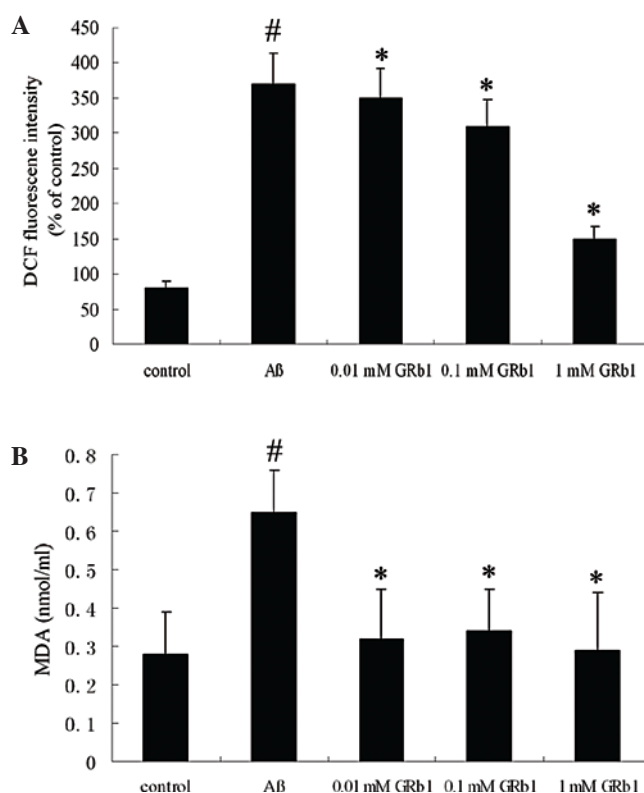 A
DCF fluorescene intensity
(% of control)
450
400
350
300
250
200
150
100
50
0
#
*
*
*
control
Aß
0.01 mM GRb1
0.1 mM GRb1
1 mM GRb1
B
MDA (nmol/ml)
0. 8
0. 7
0. 6
0. 5
0. 4
0. 3
0. 2
0. 1
0
#
*
*
*
control
Aß
0.01 mM GRb1
0.1 mM GRb1
1 mM GRb1